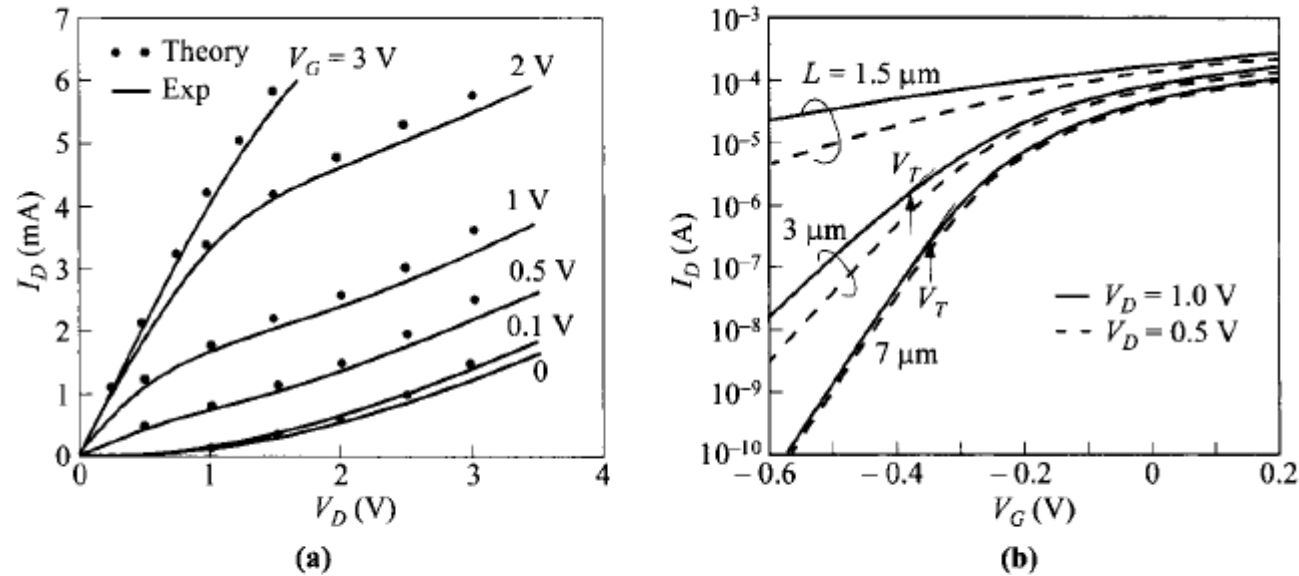 7
6
5
4
3
2
1
0
I_D (mA)
Theory
Exp
V_G = 3 V
2 V
1 V
0.5 V
0.1 V
0
0
1
2
3
4
V_D (V)
(a)
10⁻³
10⁻⁴
10⁻⁵
10⁻⁶
10⁻⁷
10⁻⁸
10⁻⁹
10⁻¹⁰
I_D (A)
L = 1.5 μm
V_T
3 μm
V_T
7 μm
V_D = 1.0 V
V_D = 0.5 V
−0.6
−0.4
−0.2
0
0.2
V_G (V)
(b)